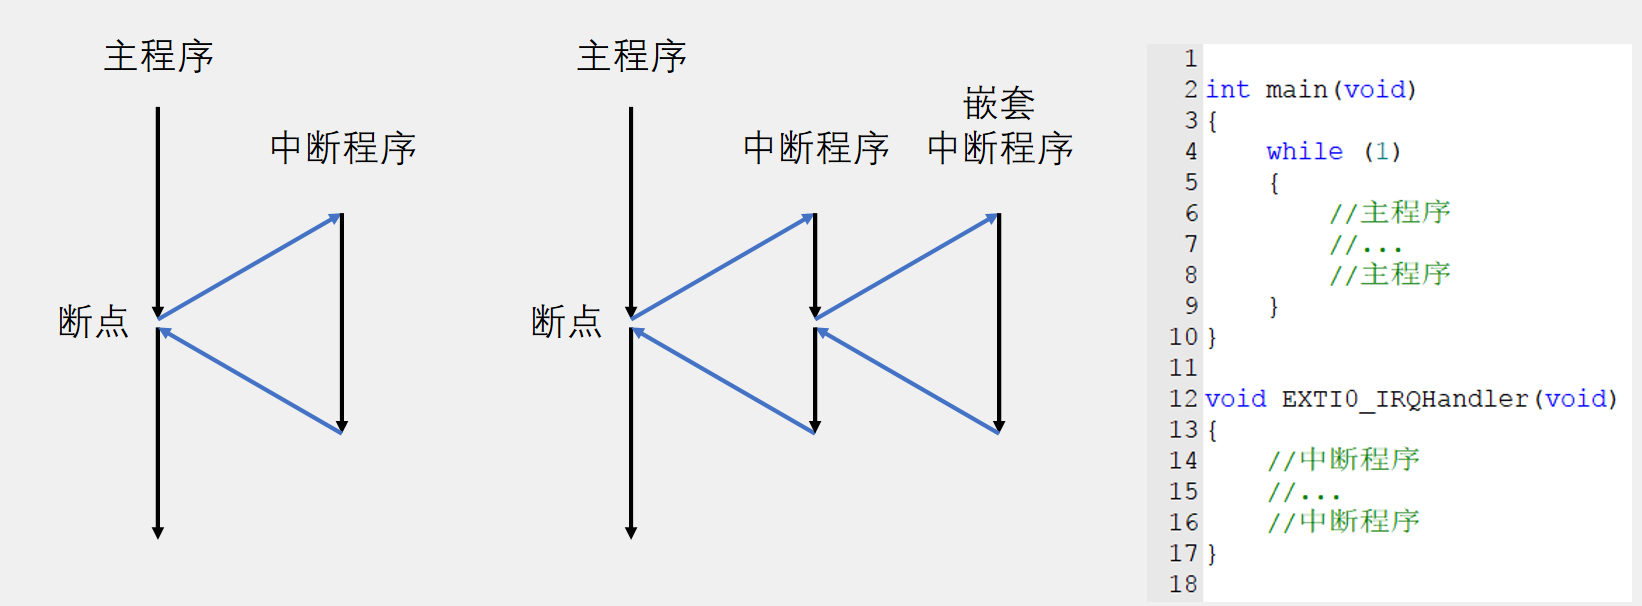 主程序
中断程序
断点
主程序
中断程序
嵌套
中断程序
断点
1
2 int main(void)
3 {
4 while (1)
5 {
6 //主程序
7 //...
8 //主程序
9 }
10 }
11
12 void EXTI0_IRQHandler(void)
13 {
14 //中断程序
15 //...
16 //中断程序
17 }
18